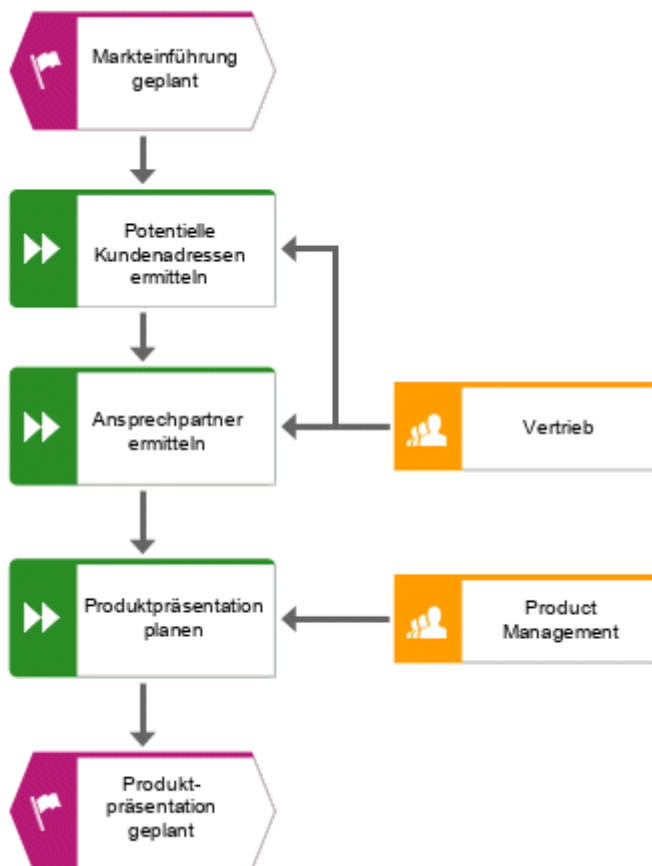 Markteinführung
geplant
Potentielle
Kundenadressen
ermitteln
Ansprechpartner
ermitteln
Vertrieb
Produktpräsentation
planen
Product
Management
Produkt-
präsentation
geplant